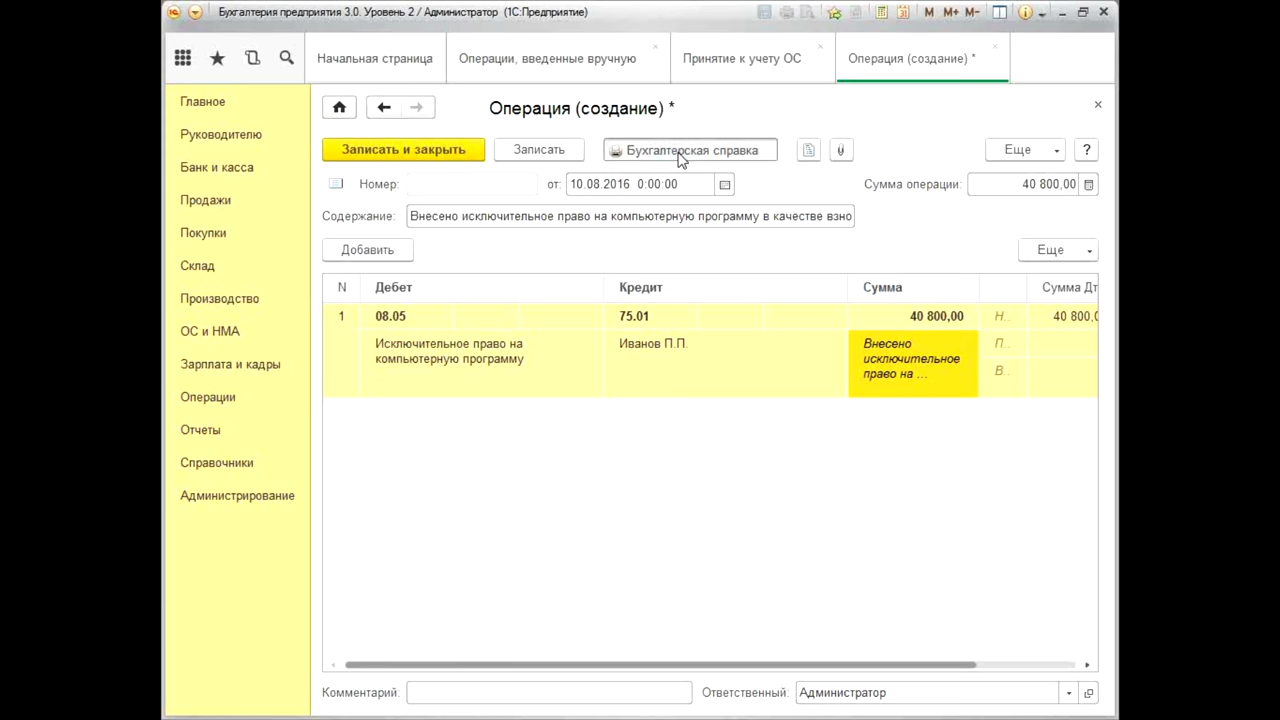 Бухгалтерия предприятия 3.0. Уровень 2 / Администратор (1С:Предприятие)
M M+ M-
Начальная страница
Операции, введенные вручную
Принятие к учету ОС
Операция (создание) *
Главное
Руководителю
Банк и касса
Продажи
Покупки
Склад
Производство
ОС и НМА
Зарплата и кадры
Операции
Отчеты
Справочники
Администрирование
Операция (создание) *
Записать и закрыть
Записать
Бухгалтерская справка
Еще
?
Номер:
от: 10.08.2016 0:00:00
Сумма операции: 40 800,00
Содержание: Внесено исключительное право на компьютерную программу в качестве взно
Добавить
Еще
N Дебет Кредит Сумма Сумма Дт
1 08.05 75.01 40 800,00 Н.. 40 800,0
Исключительное право на
компьютерную программу
Иванов П.П.
Внесено
исключительное
право на ...
П..
В..
Комментарий:
Ответственный: Администратор